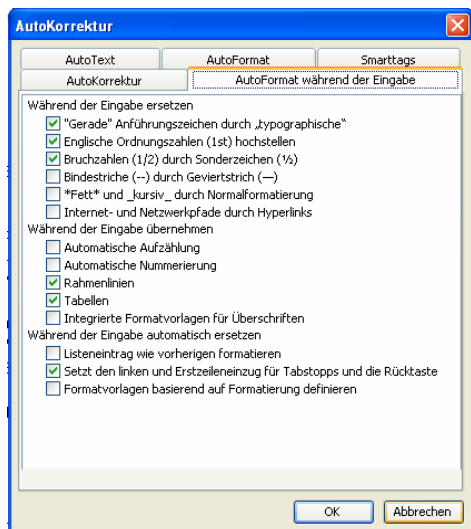 AutoKorrektur
AutoText AutoFormat Smarttags
AutoKorrektur AutoFormat während der Eingabe
Während der Eingabe ersetzen
"Gerade" Anführungszeichen durch „typographische“
Englische Ordnungszahlen (1st) hochstellen
Bruchzahlen (1/2) durch Sonderzeichen (½)
Bindestriche (--) durch Geviertstrich (—)
*Fett* und _kursiv_ durch Normalformatierung
Internet- und Netzwerkpfade durch Hyperlinks
Während der Eingabe übernehmen
Automatische Aufzählung
Automatische Nummerierung
Rahmenlinien
Tabellen
Integrierte Formatvorlagen für Überschriften
Während der Eingabe automatisch ersetzen
Listeneintrag wie vorherigen formatieren
Setzt den linken und Erstzeileneinzug für Tabstopps und die Rücktaste
Formatvorlagen basierend auf Formatierung definieren
OK Abbrechen